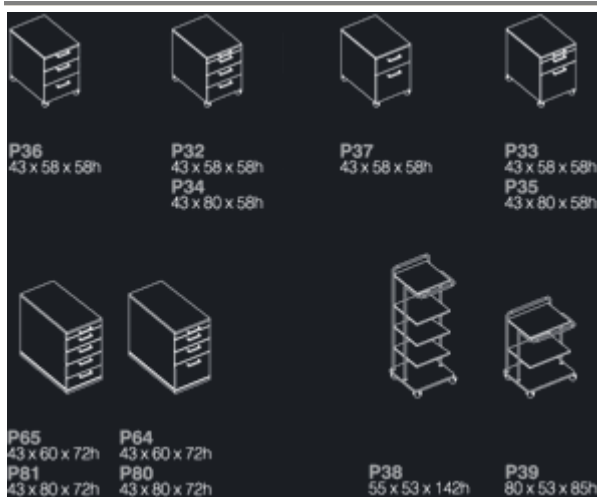 P36
43 x 58 x 58h
P32
43 x 58 x 58h
P34
43 x 80 x 58h
P37
43 x 58 x 58h
P33
43 x 58 x 58h
P35
43 x 80 x 58h
P65
43 x 60 x 72h
P81
43 x 80 x 72h
P64
43 x 60 x 72h
P80
43 x 80 x 72h
P38
55 x 53 x 142h
P39
80 x 53 x 85h